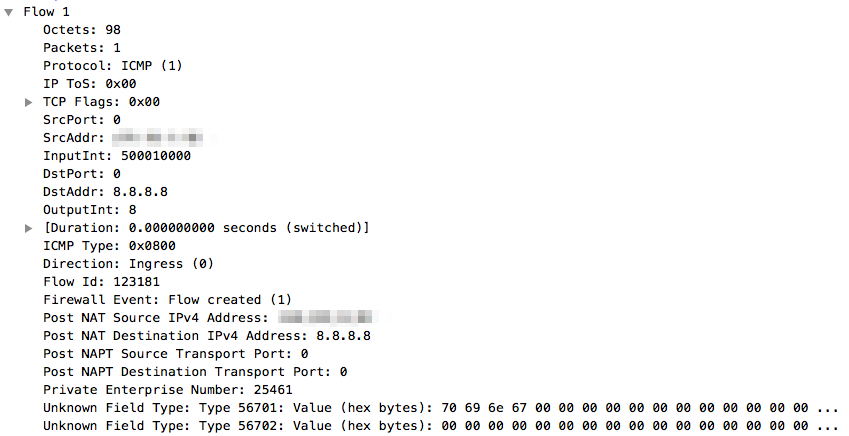 Flow 1
Octets: 98
Packets: 1
Protocol: ICMP (1)
IP ToS: 0x00
TCP Flags: 0x00
SrcPort: 0
SrcAddr:
InputInt: 500010000
DstPort: 0
DstAddr: 8.8.8.8
OutputInt: 8
[Duration: 0.000000000 seconds (switched)]
ICMP Type: 0x0800
Direction: Ingress (0)
Flow Id: 123181
Firewall Event: Flow created (1)
Post NAT Source IPv4 Address:
Post NAT Destination IPv4 Address: 8.8.8.8
Post NAPT Source Transport Port: 0
Post NAPT Destination Transport Port: 0
Private Enterprise Number: 25461
Unknown Field Type: Type 56701: Value (hex bytes): 70 69 6e 67 00 00 00 00 00 00 00 00 00 00 00 00 ...
Unknown Field Type: Type 56702: Value (hex bytes): 00 00 00 00 00 00 00 00 00 00 00 00 00 00 00 00 ...